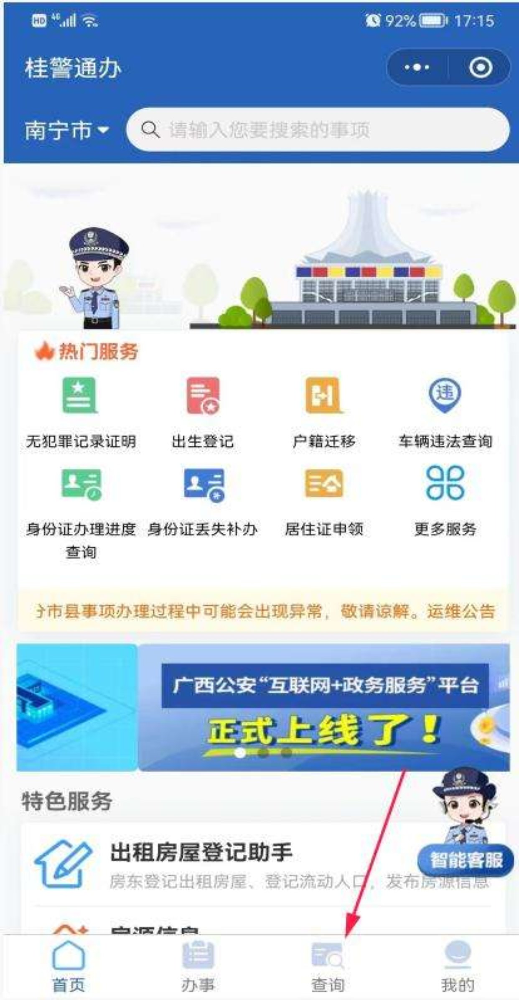 HD 4G 92% 17:15
桂警通办
南宁市 请输入您要搜索的事项
热门服务
违
无犯罪记录证明 出生登记 户籍迁移 车辆违法查询
身份证办理进度查询 身份证丢失补办 居住证申领 更多服务
市县事项办理过程中可能会出现异常，敬请谅解。运维公告
广西公安“互联网+政务服务”平台
正式上线了！
特色服务
出租房屋登记助手
智能客服
房东登记出租房屋、登记流动人口，发布房源信息
房源信息
首页 办事 查询 我的